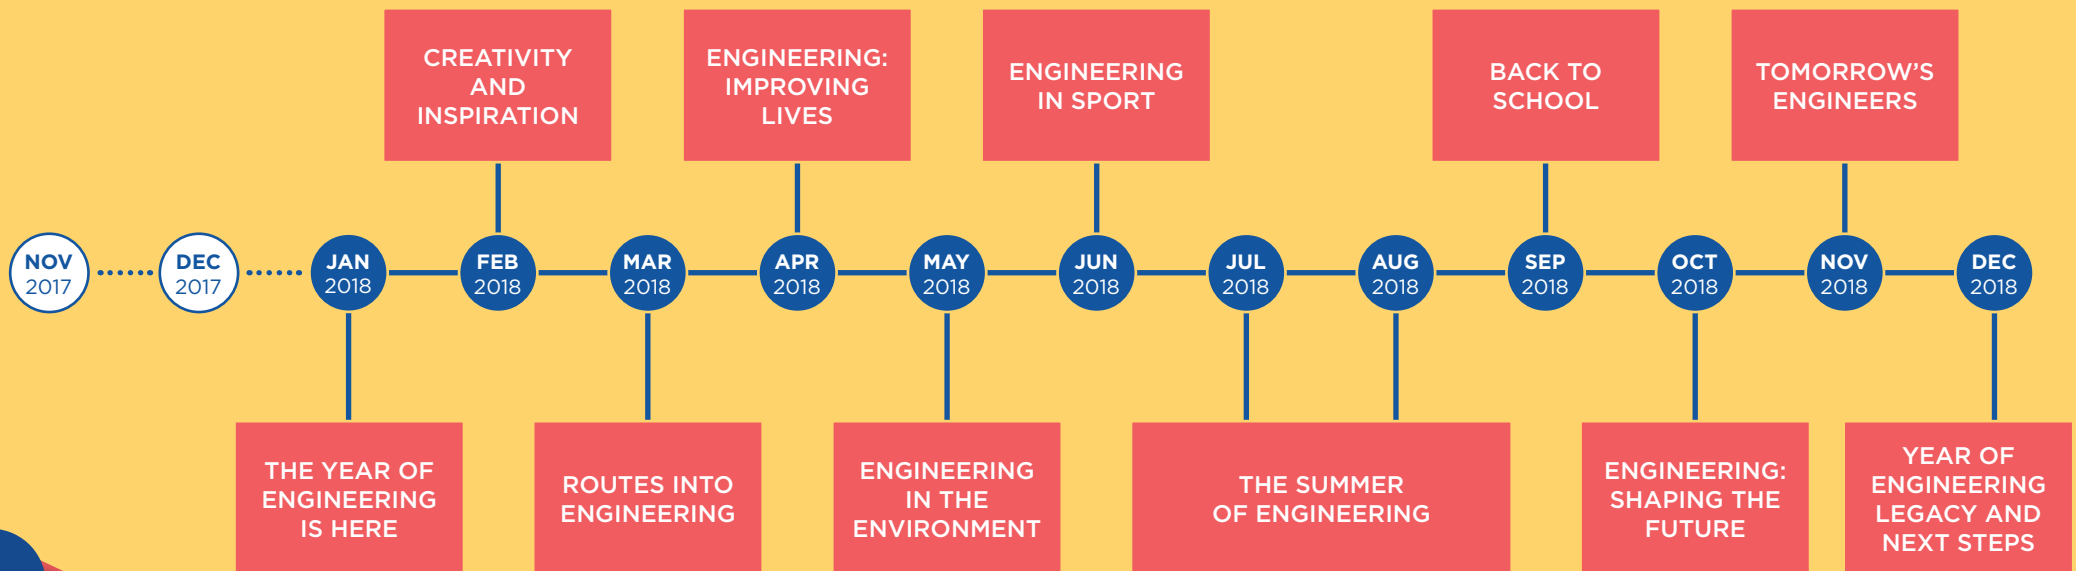 CREATIVITY
AND
INSPIRATION
ENGINEERING:
IMPROVING
LIVES
ENGINEERING
IN SPORT
BACK TO
SCHOOL
TOMORROW'S
ENGINEERS
NOV
2017
DEC
2017
JAN
2018
FEB
2018
MAR
2018
APR
2018
MAY
2018
JUN
2018
JUL
2018
AUG
2018
SEP
2018
OCT
2018
NOV
2018
DEC
2018
THE YEAR OF
ENGINEERING
IS HERE
ROUTES INTO
ENGINEERING
ENGINEERING
IN THE
ENVIRONMENT
THE SUMMER
OF ENGINEERING
ENGINEERING:
SHAPING THE
FUTURE
YEAR OF
ENGINEERING
LEGACY AND
NEXT STEPS